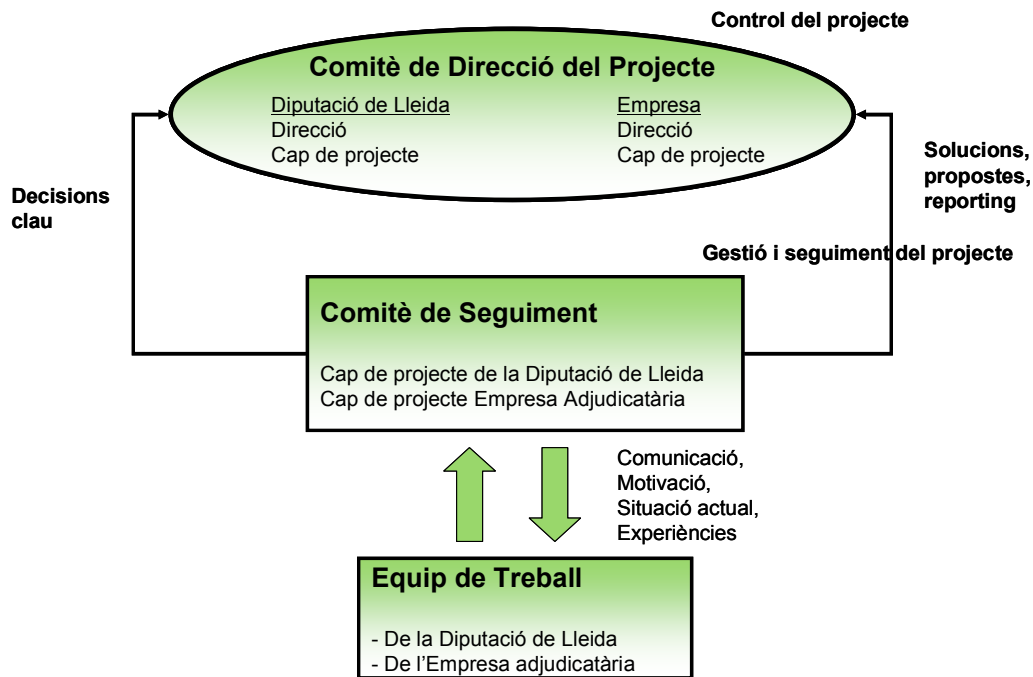 Control del projecte
Comitè de Direcció del Projecte
Diputació de Lleida
Direcció
Cap de projecte
Empresa
Direcció
Cap de projecte
Decisions
clau
Solucions,
propostes,
reporting
Gestió i seguiment del projecte
Comitè de Seguiment
Cap de projecte de la Diputació de Lleida
Cap de projecte Empresa Adjudicatària
Comunicació,
Motivació,
Situació actual,
Experiències
Equip de Treball
- De la Diputació de Lleida
- De l’Empresa adjudicatària